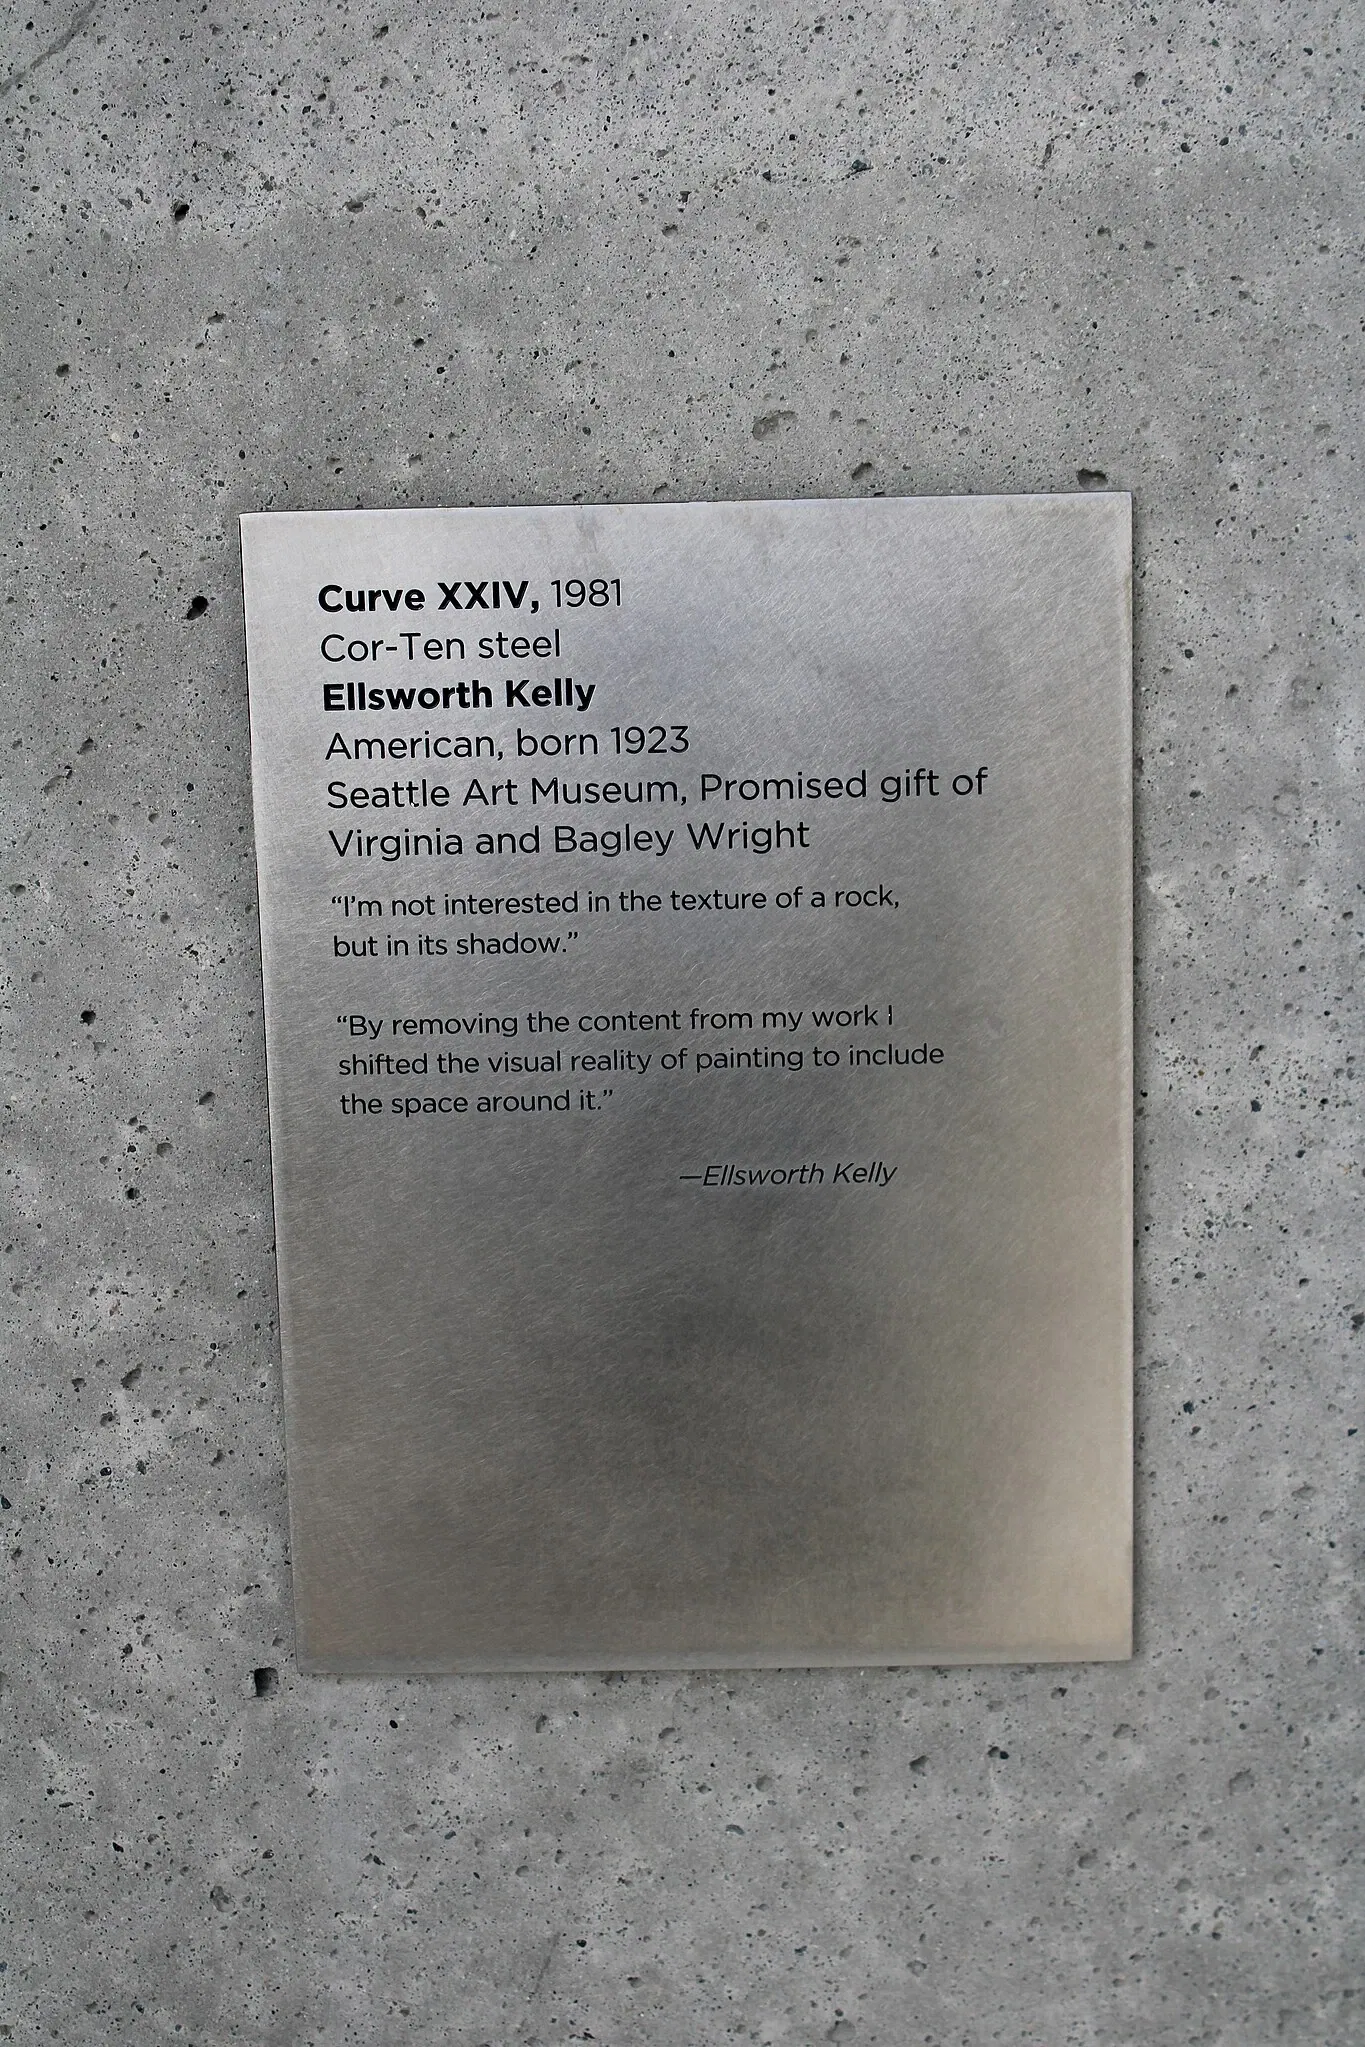 Curve XXIV, 1981
Cor-Ten steel
Ellsworth Kelly
American, born 1923
Seattle Art Museum, Promised gift of
Virginia and Bagley Wright
“I’m not interested in the texture of a rock,
but in its shadow.”
“By removing the content from my work I
shifted the visual reality of painting to include
the space around it.”
—Ellsworth Kelly